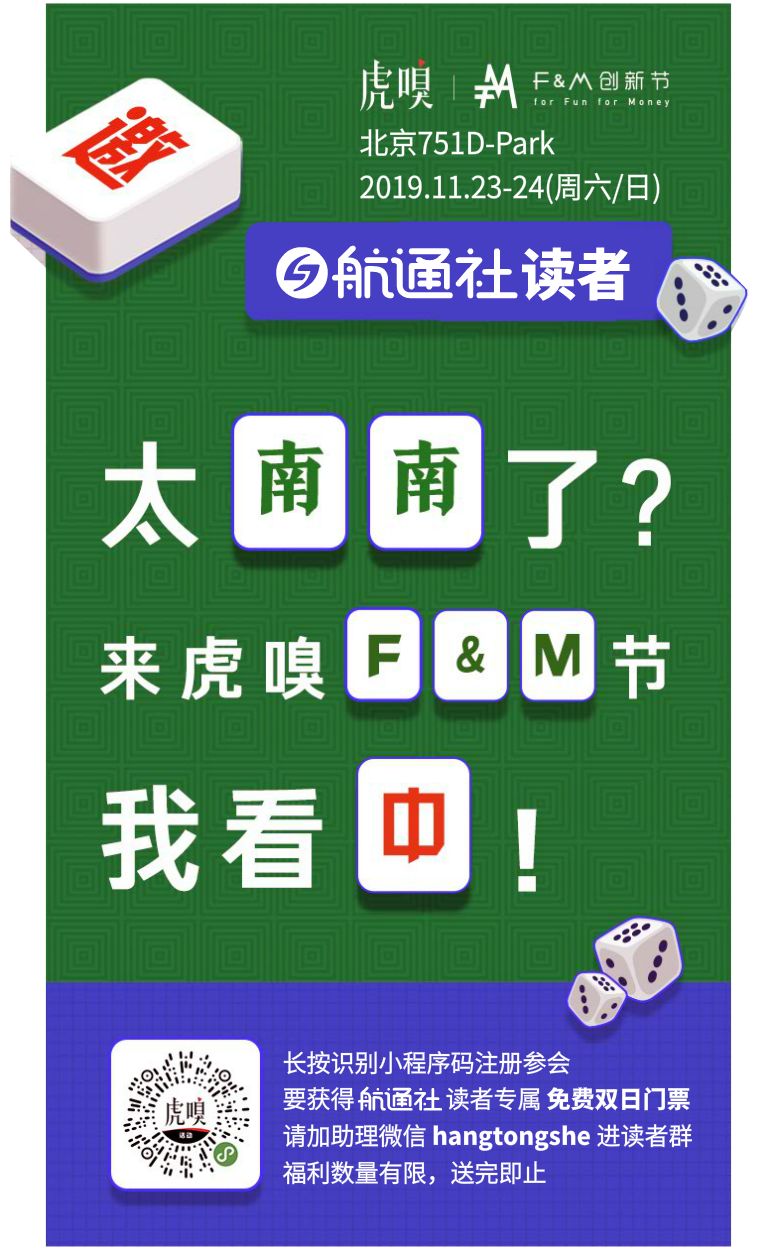 邀
虎嗅 | F&M创新节
for Fun for Money
北京751D-Park
2019.11.23-24(周六/日)
航通社读者
太南南了?
来虎嗅F&M节
我看中!
虎嗅
活动
长按识别小程序码注册参会
要获得航通社读者专属 免费双日门票
请加助理微信 hangtongshe 进读者群
福利数量有限，送完即止